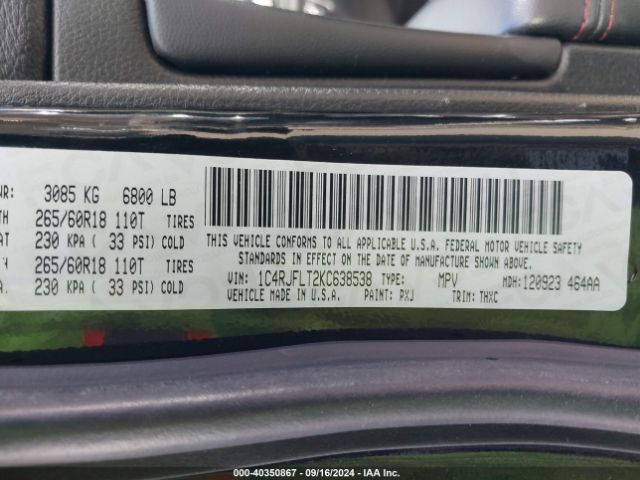 WR: 3085 KG 6800 LB
TH 265/60R18 110T TIRES
AT 230 KPA ( 33 PSI) COLD
265/60R18 110T TIRES
230 KPA ( 33 PSI) COLD
THIS VEHICLE CONFORMS TO ALL APPLICABLE U.S.A. FEDERAL MOTOR VEHICLE SAFETY
STANDARDS IN EFFECT ON THE DATE OF MANUFACTURE SHOWN ABOVE.
VIN: 1C4RJFLT2KC638538 TYPE: MPV MDH: 120923 464AA
VEHICLE MADE IN U.S.A. PAINT: PXJ TRIM: THXC
000-40350867 - 09/16/2024 - IAA Inc.